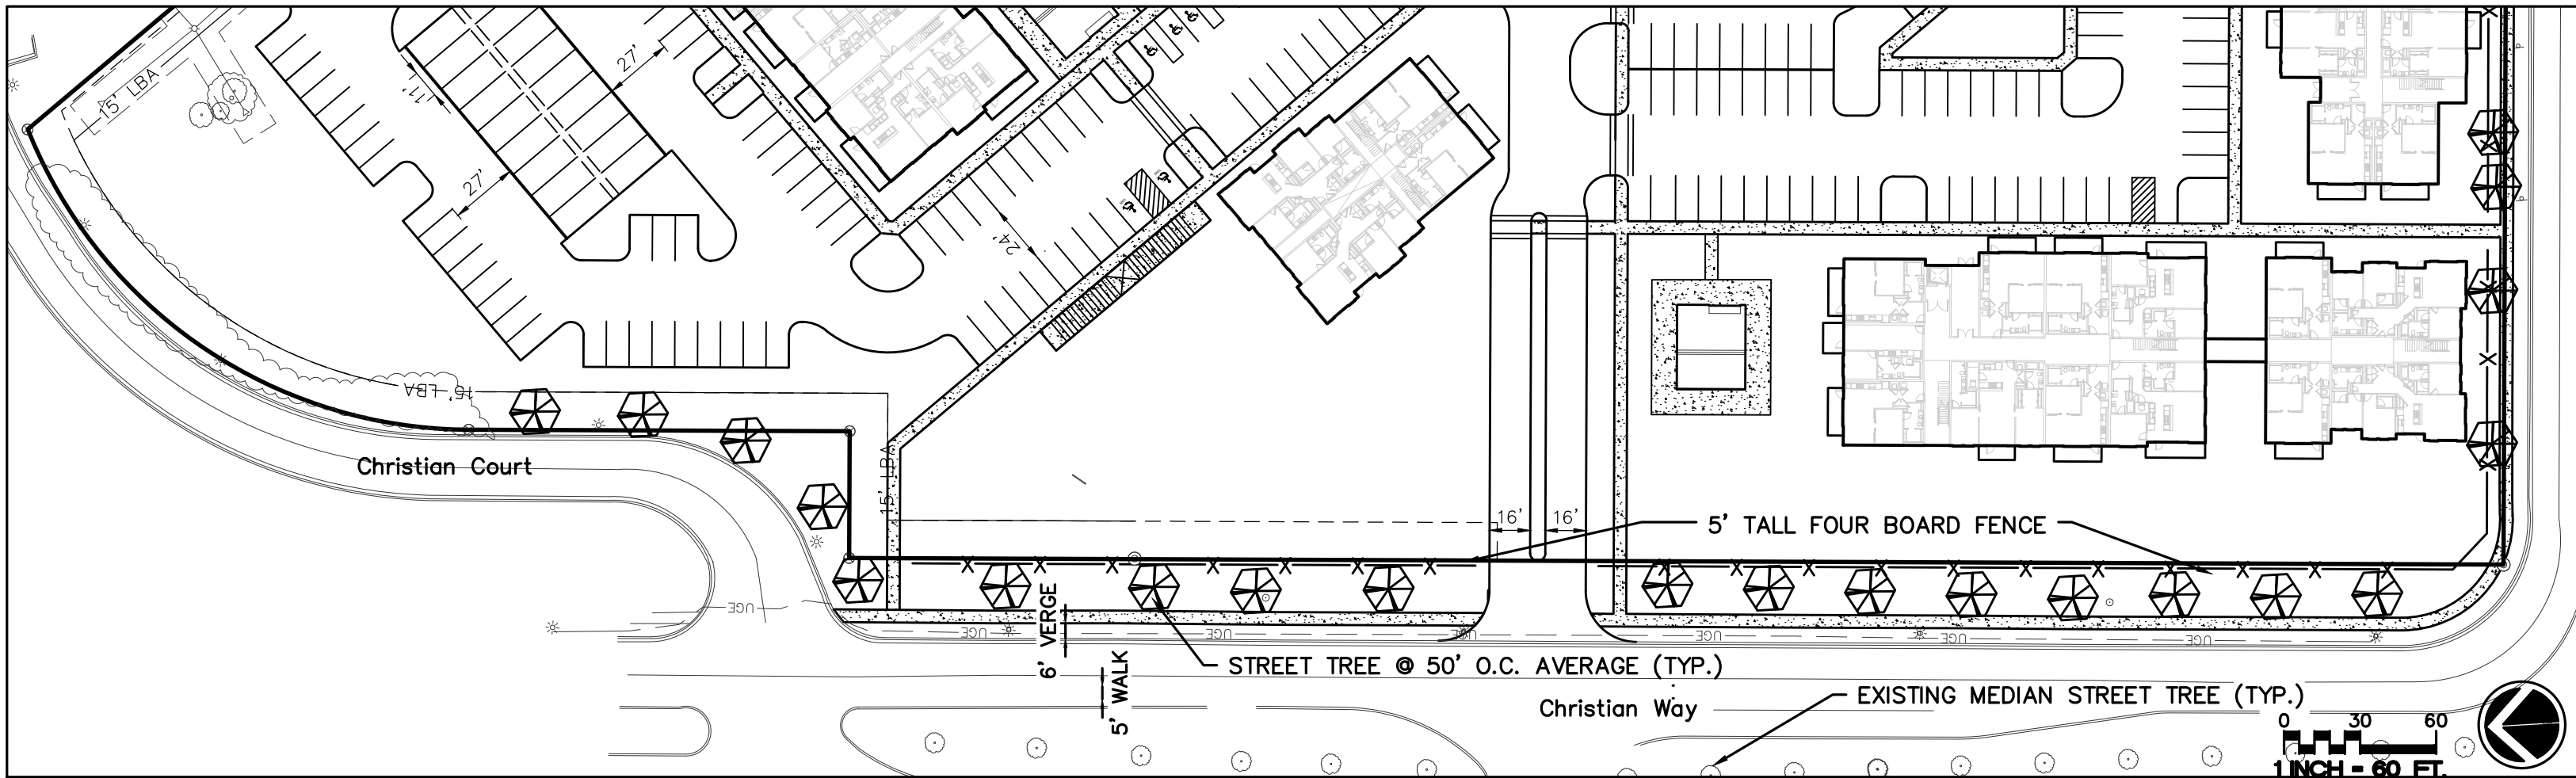 15' LBA
11'
27'
27'
24'
15' LBA
Christian Court
15' LBA
16'
16'
5' TALL FOUR BOARD FENCE
UGE
UGE
UGE
UGE
UGE
UGE
UGE
6' VERGE
5' WALK
STREET TREE @ 50' O.C. AVERAGE (TYP.)
Christian Way
EXISTING MEDIAN STREET TREE (TYP.)
0 30 60
1 INCH = 60 FT.